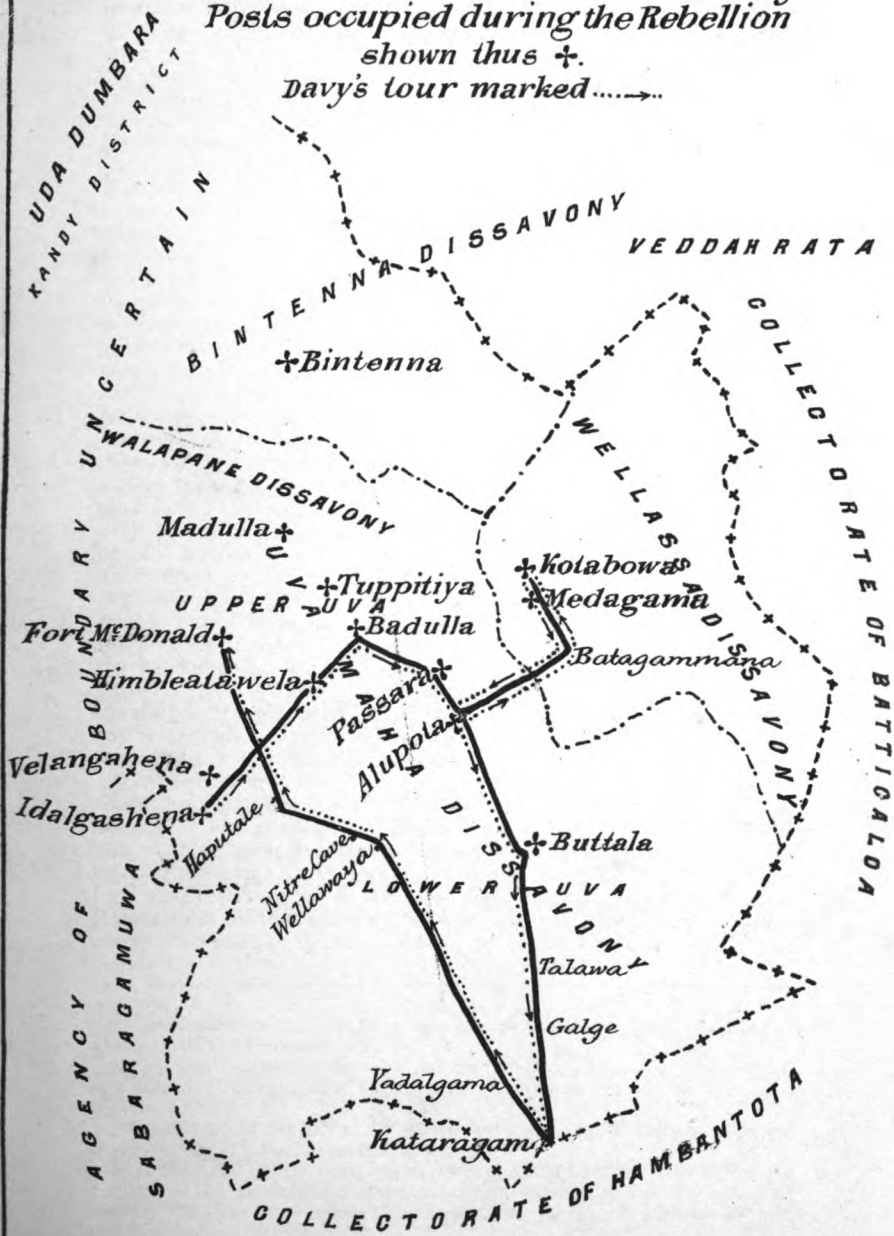 Posts occupied during the Rebellion
shown thus ✢.
Davy's tour marked
UDA DUMBARA
KANDY DISTRICT
BOUNDARY UNCERTAIN
BINTENNA DISSAVONY
VEDDAH RATA
COLLECTORATE OF BATTICALOA
Bintenna
WALAPANE DISSAVONY
WELLASSA DISSAVONY
Madulla
UVA
Tuppitiya
Kotabowa
Medagama
UPPER UVA
Badulla
Fort McDonald
Batagammana
Himbleatawela
MAHA DISSAVONY
Passara
Alupota
Velangahena
Idalgashena
Haputale
Nitre Cave
Wellawaya
Buttala
LOWER UVA
Talawa
Galge
AGENCY OF
SABARAGAMUWA
Yadalgama
Kataragam
COLLECTORATE OF HAMBANTOTA